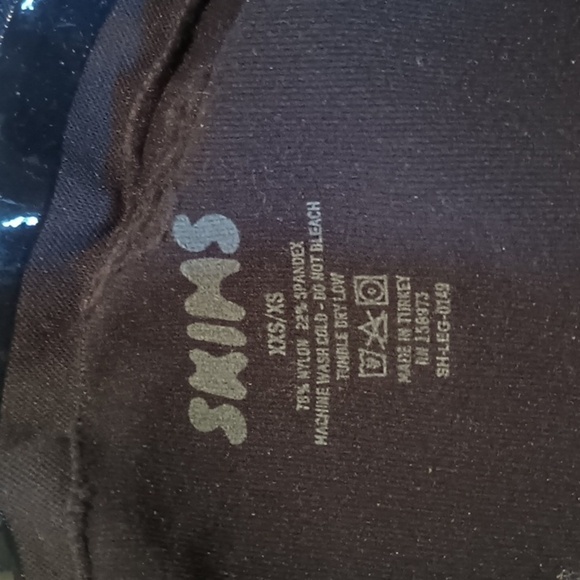 SKIMS
XXS/XS
78% NYLON 22% SPANDEX
MACHINE WASH COLD - DO NOT BLEACH
TUMBLE DRY LOW
MADE IN TURKEY
RN 158973
SH-LEG-0149